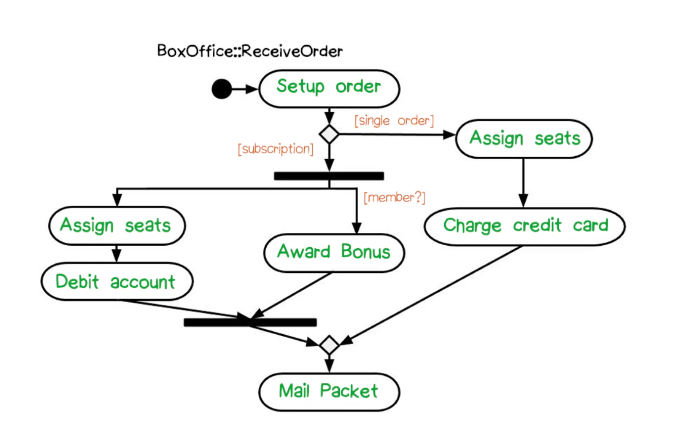 BoxOffice::ReceiveOrder
Setup order
[single order]
[subscription]
Assign seats
[member?]
Assign seats
Award Bonus
Charge credit card
Debit account
Mail Packet